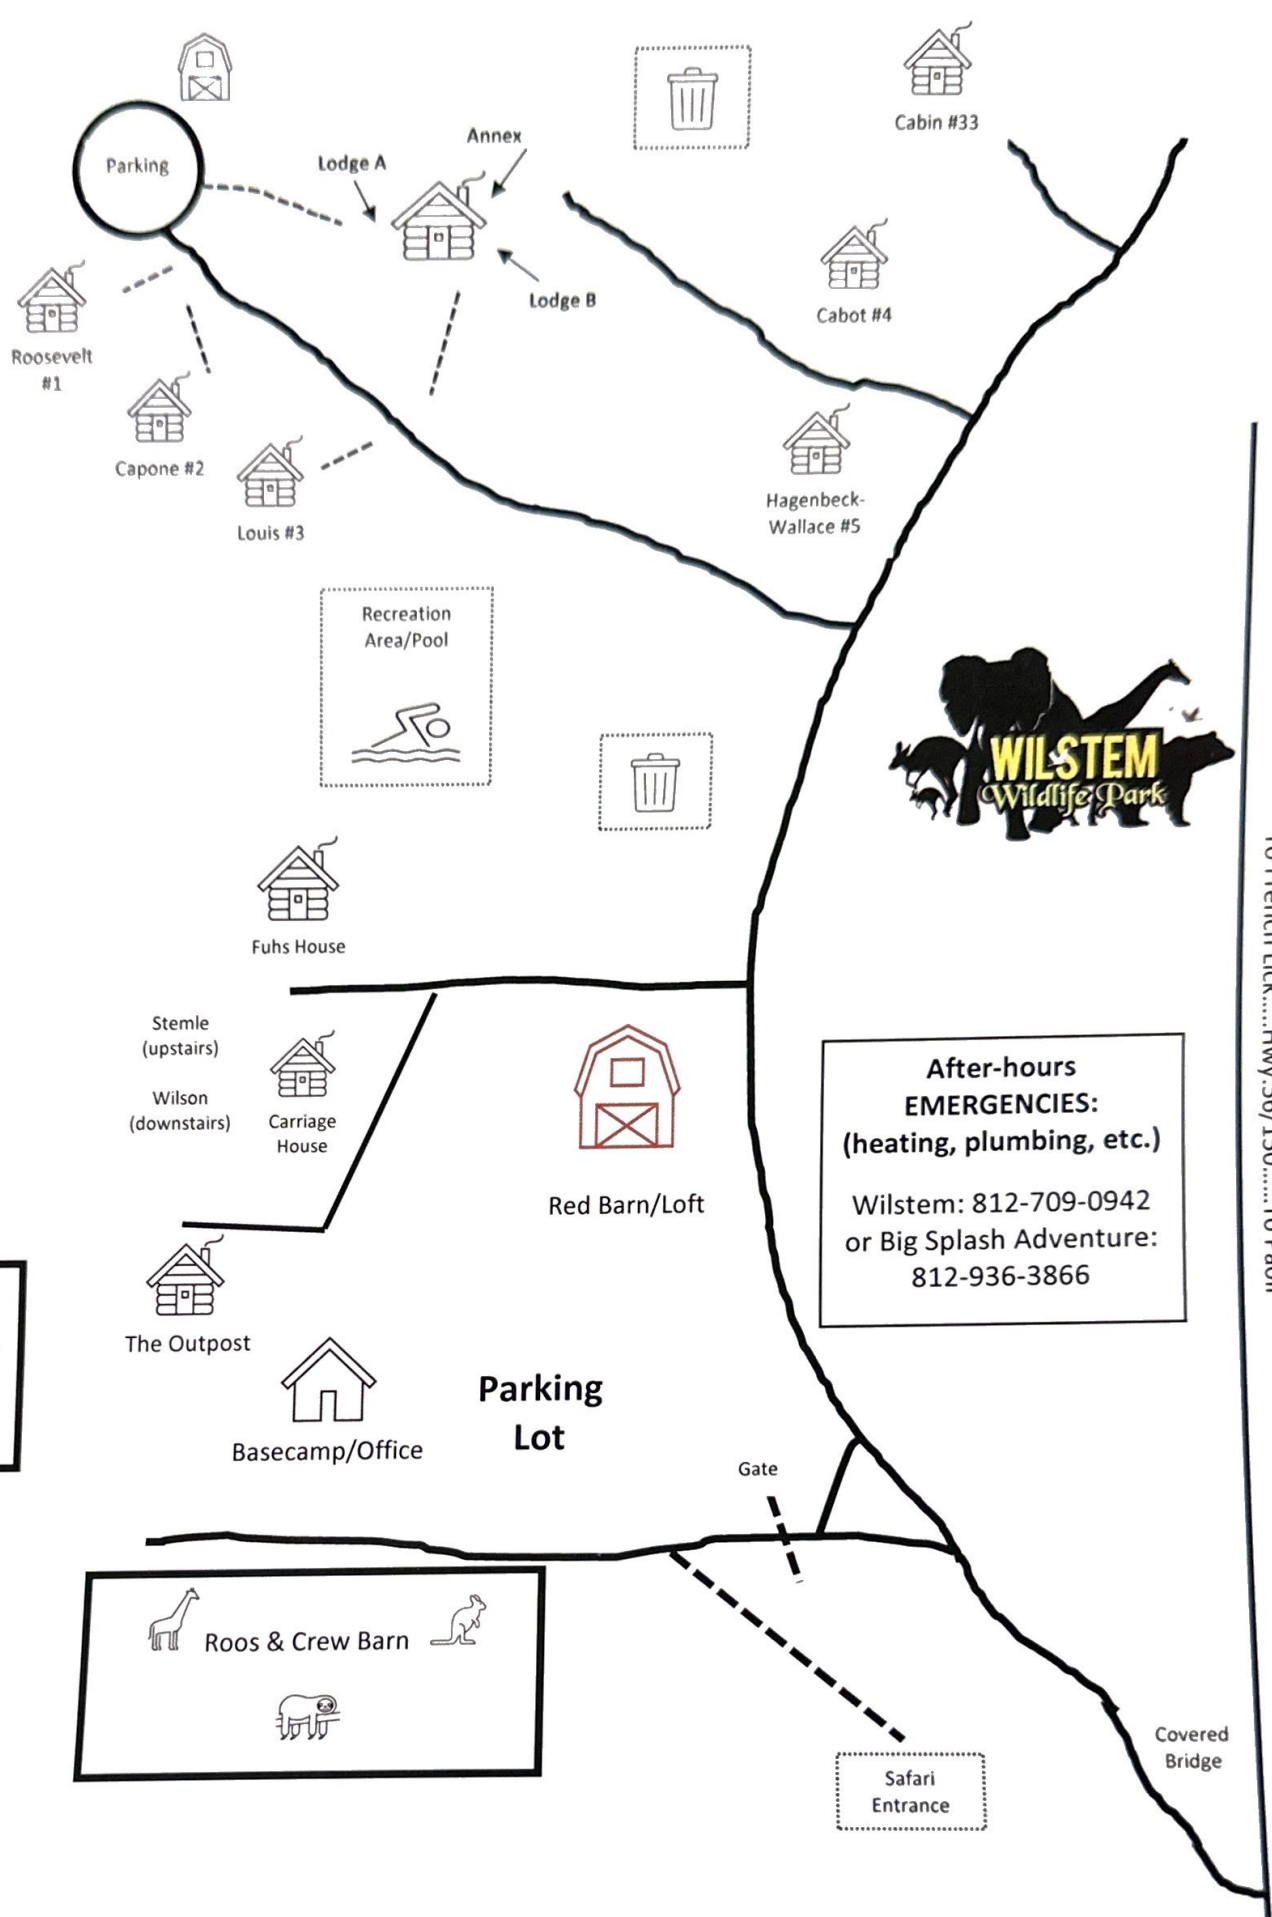 Cabin #33
Annex
Lodge A
Parking
Lodge B
Cabot #4
Roosevelt
#1
Capone #2
Louis #3
Hagenbeck-
Wallace #5
Recreation
Area/Pool
WILSTEM
Wildlife Park
Fuhs House
Stemle
(upstairs)
Wilson
(downstairs)
Carriage
House
Red Barn/Loft
After-hours
EMERGENCIES:
(heating, plumbing, etc.)
Wilstem: 812-709-0942
or Big Splash Adventure:
812-936-3866
The Outpost
Basecamp/Office
Parking
Lot
Gate
Roos & Crew Barn
Safari
Entrance
Covered
Bridge